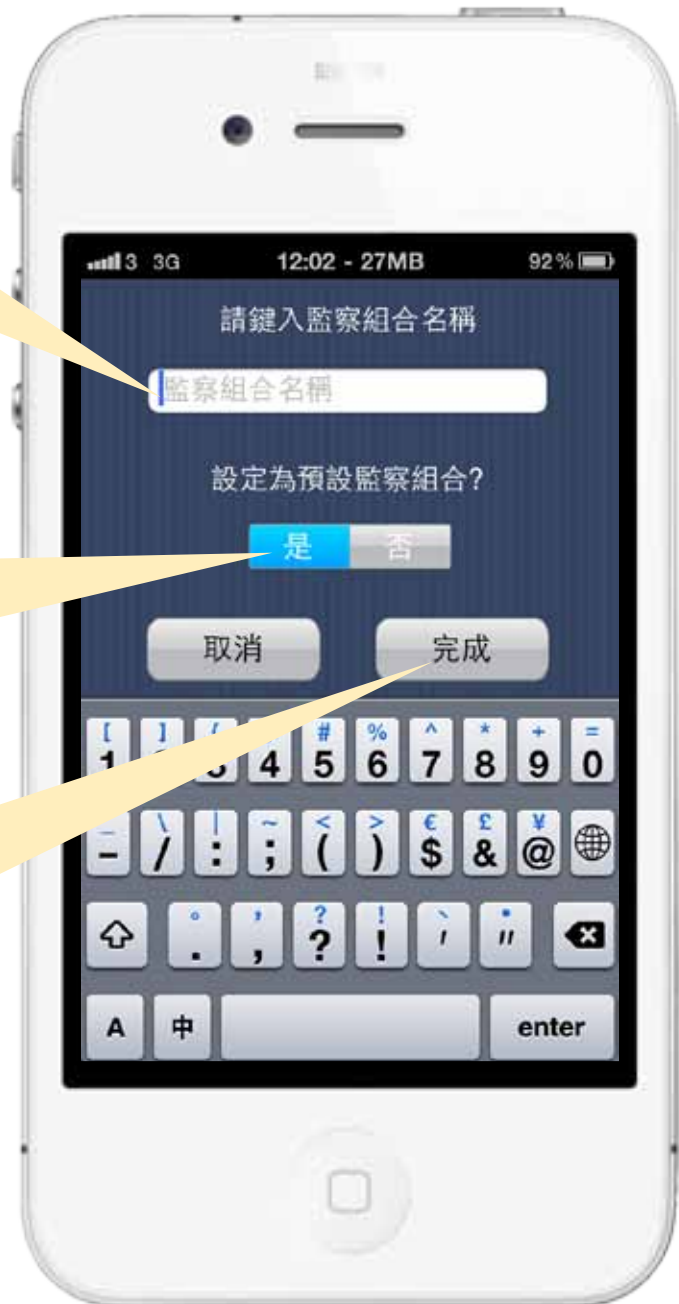 3 3G 12:02 - 27MB 92%
請鍵入監察組合名稱
監察組合名稱
設定為預設監察組合?
是 否
取消 完成
[ ] # % ^ * + =
1 3 4 5 6 7 8 9 0
_ \ | ~ < > € £ ¥
- / : ; ( ) $ & @
° ’ ? ! ` •
. , ? ! ' "
A 中 enter